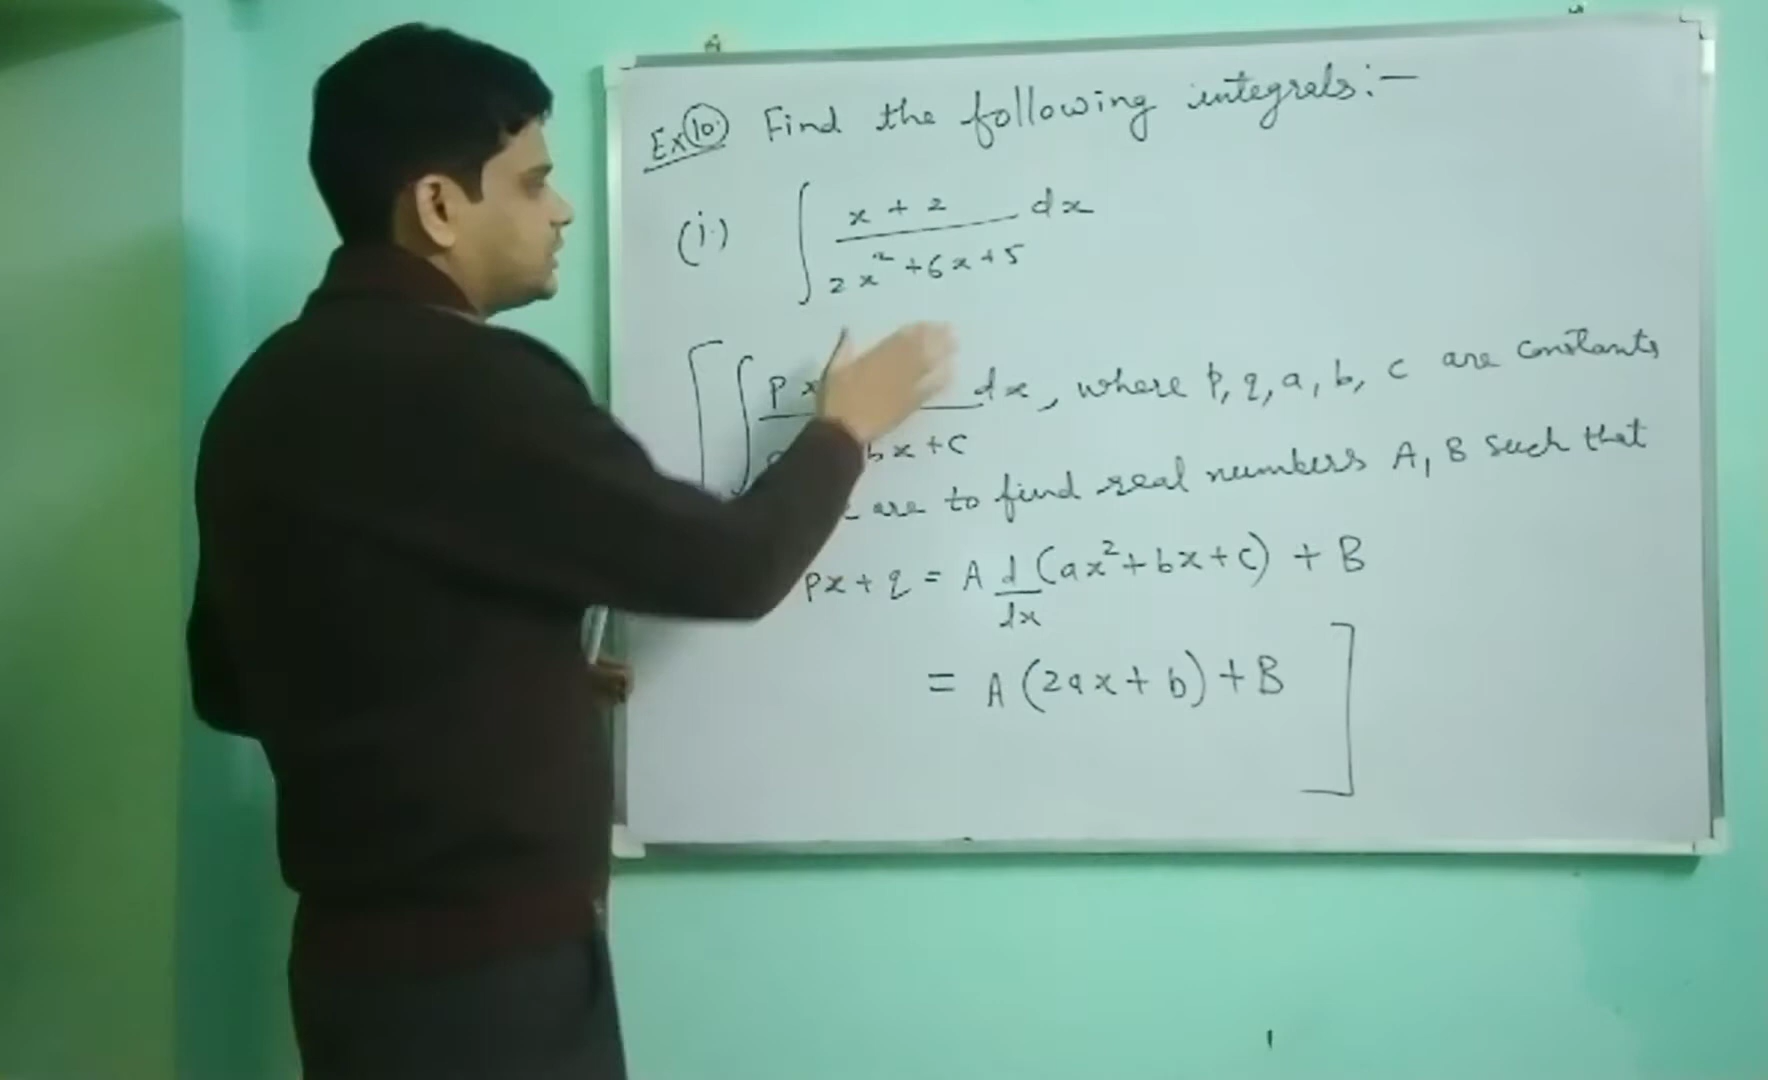 Ex 10. Find the following integrals:—
(i.) ∫ x + 2 / 2x² + 6x + 5 dx
[ ∫ px dx, where p, q, a, b, c are constants
bx + c
are to find real numbers A, B such that
px + q = A d/dx (ax² + bx + c) + B
= A (2ax + b) + B ]